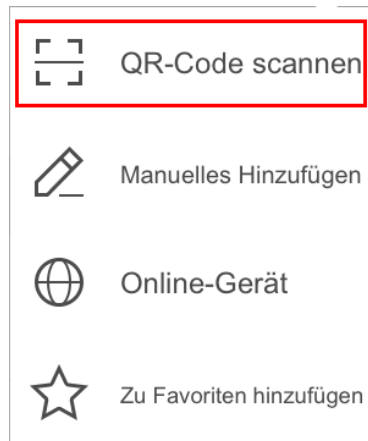 QR-Code scannen
Manuelles Hinzufügen
Online-Gerät
Zu Favoriten hinzufügen